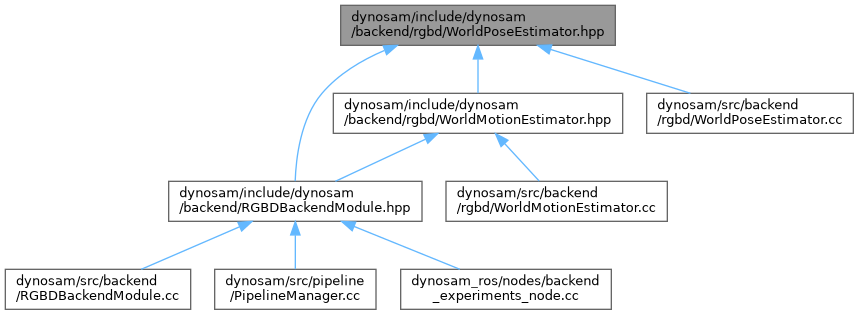 dynosam/include/dynosam
/backend/rgbd/WorldPoseEstimator.hpp
dynosam/include/dynosam
/backend/rgbd/WorldMotionEstimator.hpp
dynosam/src/backend
/rgbd/WorldPoseEstimator.cc
dynosam/include/dynosam
/backend/RGBDBackendModule.hpp
dynosam/src/backend
/rgbd/WorldMotionEstimator.cc
dynosam/src/backend
/RGBDBackendModule.cc
dynosam/src/pipeline
/PipelineManager.cc
dynosam_ros/nodes/backend
_experiments_node.cc